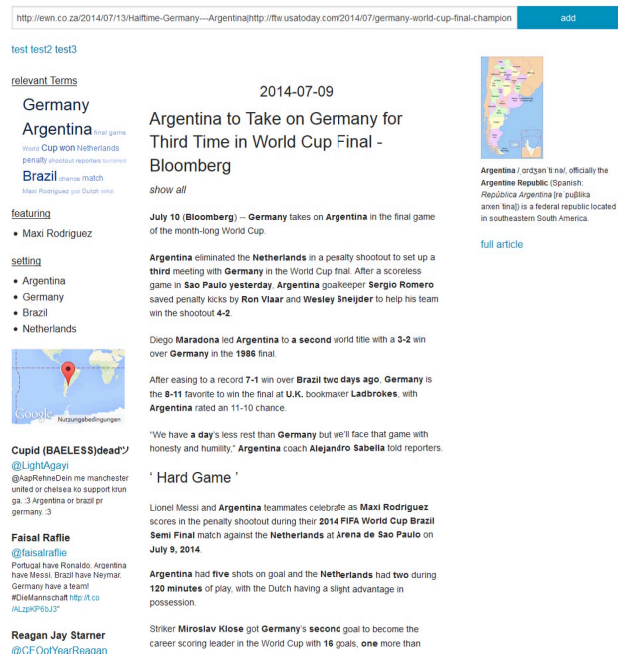 http://ewn.co.za/2014/07/13/Halftime-Germany---Argentina|http://ftw.usatoday.com/2014/07/germany-world-cup-final-champion
add
test test2 test3
relevant Terms
Germany
Argentina final game
World Cup won Netherlands
penalty shootout reporters
Brazil chance match
Maxi Rodriguez got Dutch
featuring
• Maxi Rodriguez
setting
• Argentina
• Germany
• Brazil
• Netherlands
Google Nutzungsbedingungen
Cupid (BAELESS)deadツ
@LightAgayi
@AapRehneDein me manchester
united or chelsea ko support krun
ga. :3 Argentina or brazil pr
germany. :3
Faisal Raflie
@faisalraflie
Portugal have Ronaldo. Argentina
have Messi. Brazil have Neymar.
Germany have a team!
#DieMannschaft http://t.co
/ALzpKP6bJ3"
Reagan Jay Starner
@CEOotYearReagan
2014-07-09
Argentina to Take on Germany for
Third Time in World Cup Final -
Bloomberg
show all
July 10 (Bloomberg) -- Germany takes on Argentina in the final game
of the month-long World Cup.
Argentina eliminated the Netherlands in a penalty shootout to set up a
third meeting with Germany in the World Cup final. After a scoreless
game in Sao Paulo yesterday, Argentina goalkeeper Sergio Romero
saved penalty kicks by Ron Vlaar and Wesley Sneijder to help his team
win the shootout 4-2.
Diego Maradona led Argentina to a second world title with a 3-2 win
over Germany in the 1986 final.
After easing to a record 7-1 win over Brazil two days ago, Germany is
the 8-11 favorite to win the final at U.K. bookmaker Ladbrokes, with
Argentina rated an 11-10 chance.
"We have a day's less rest than Germany but we'll face that game with
honesty and humility," Argentina coach Alejandro Sabella told reporters.
‘ Hard Game ’
Lionel Messi and Argentina teammates celebrate as Maxi Rodriguez
scores in the penalty shootout during their 2014 FIFA World Cup Brazil
Semi Final match against the Netherlands at Arena de Sao Paulo on
July 9, 2014.
Argentina had five shots on goal and the Netherlands had two during
120 minutes of play, with the Dutch having a slight advantage in
possession.
Striker Miroslav Klose got Germany's second goal to become the
career scoring leader in the World Cup with 16 goals, one more than
Argentina /ˌɑrdʒənˈtiːnə/, officially the
Argentine Republic (Spanish:
República Argentina [reˈpuβlika
arxenˈtina]) is a federal republic located
in southeastern South America.
full article